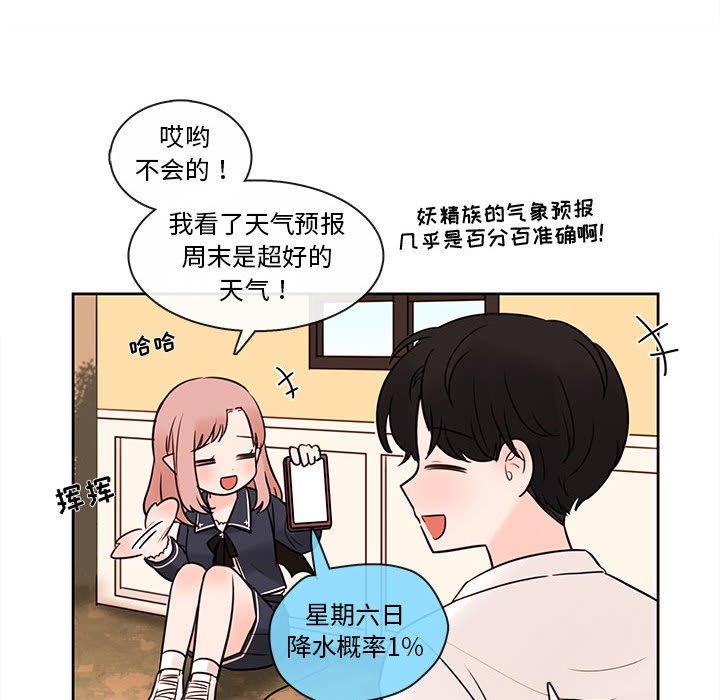 哎哟
不会的！
我看了天气预报
周末是超好的
天气！
妖精族的气象预报
几乎是百分百准确啊!
哈哈
挥挥
星期六日
降水概率1%